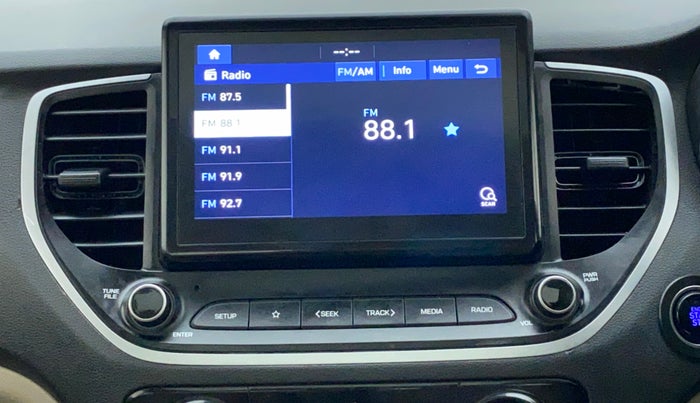 --:--
Radio FM/AM Info Menu
FM 87.5
FM 88.1
FM 91.1
FM 91.9
FM 92.7
FM
88.1
SCAN
TUNE
FILE
ENTER
SETUP
<SEEK
TRACK>
MEDIA
RADIO
PWR
PUSH
VOL